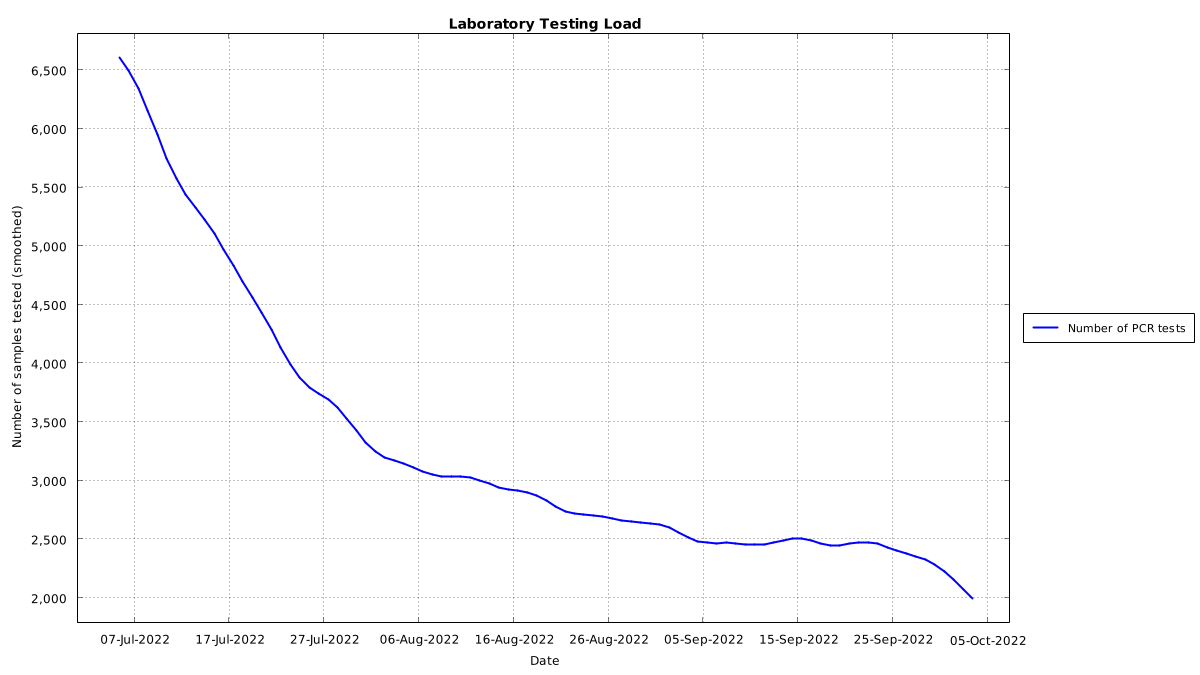 Laboratory Testing Load
Number of samples tested (smoothed)
6,500
6,000
5,500
5,000
4,500
4,000
3,500
3,000
2,500
2,000
07-Jul-2022 17-Jul-2022 27-Jul-2022 06-Aug-2022 16-Aug-2022 26-Aug-2022 05-Sep-2022 15-Sep-2022 25-Sep-2022 05-Oct-2022
Date
Number of PCR tests